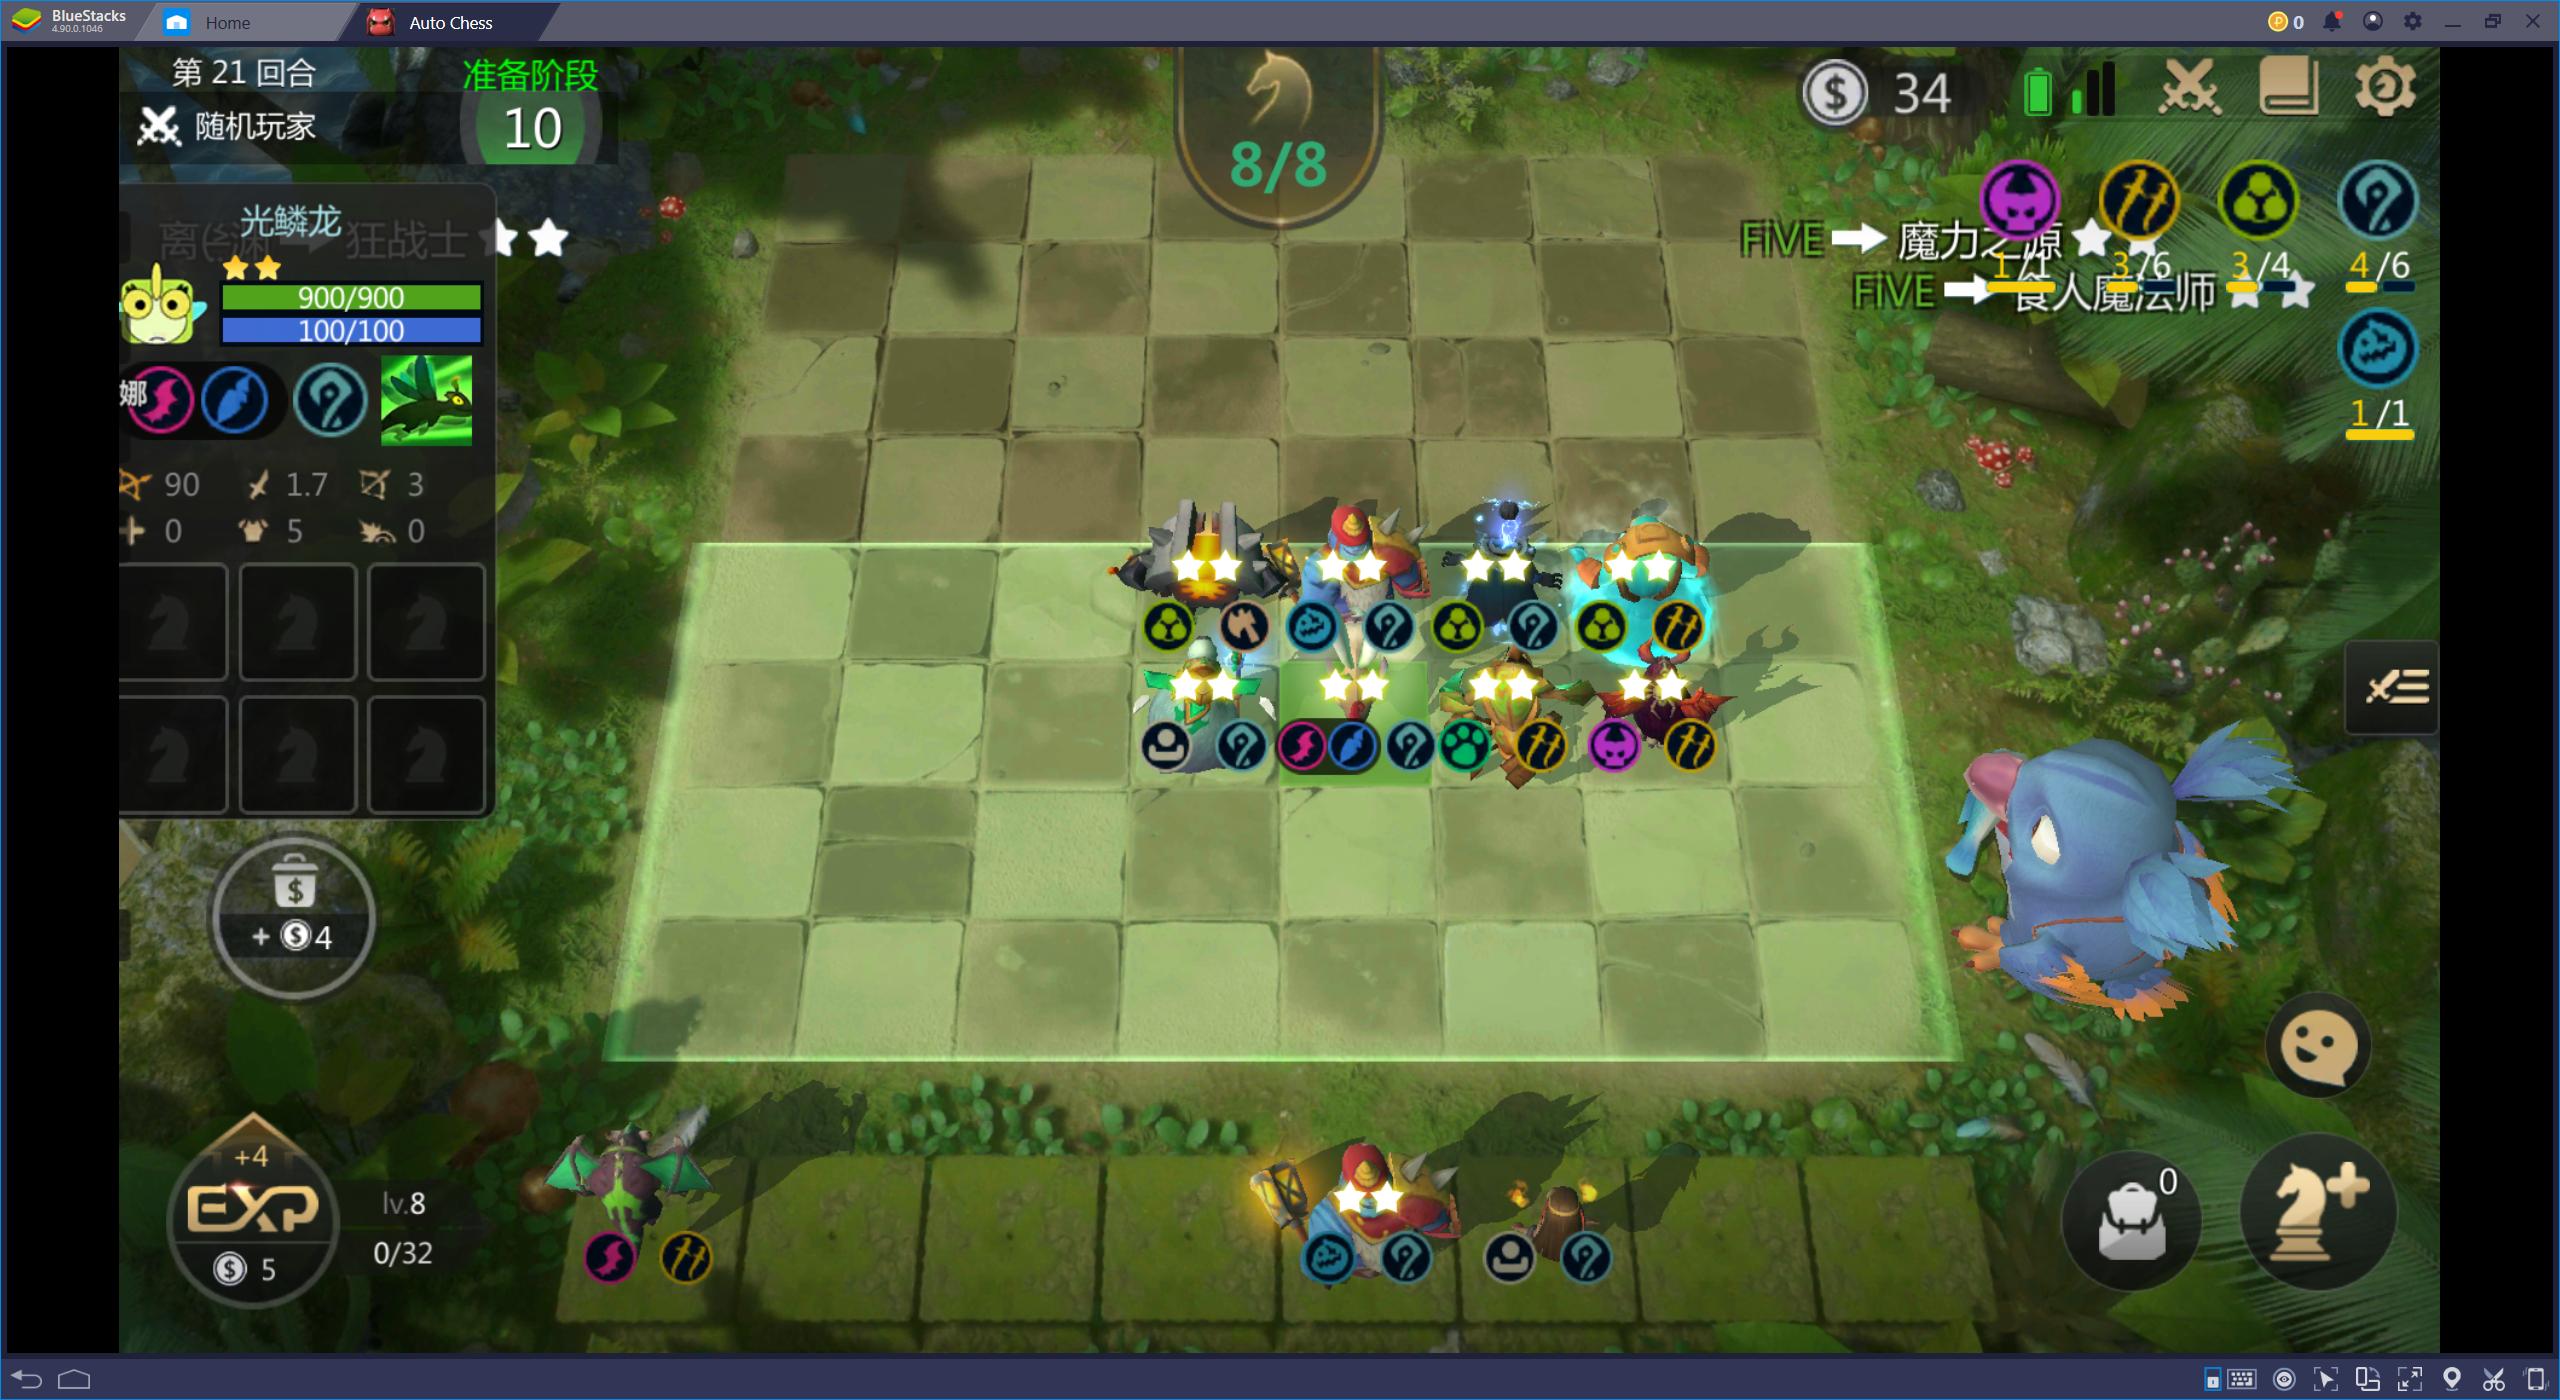 BlueStacks
4.90.0.1046
Home
Auto Chess
0
第 21 回合
准备阶段
随机玩家
10
8/8
34
光鳞龙
狂战士
900/900
100/100
娜
90
1.7
3
0
5
0
FiVE
魔力之源
FiVE
食人魔法师
1/1
3/6
3/4
4/6
1/1
+ $4
+4
EXP
$ 5
lv.8
0/32
0